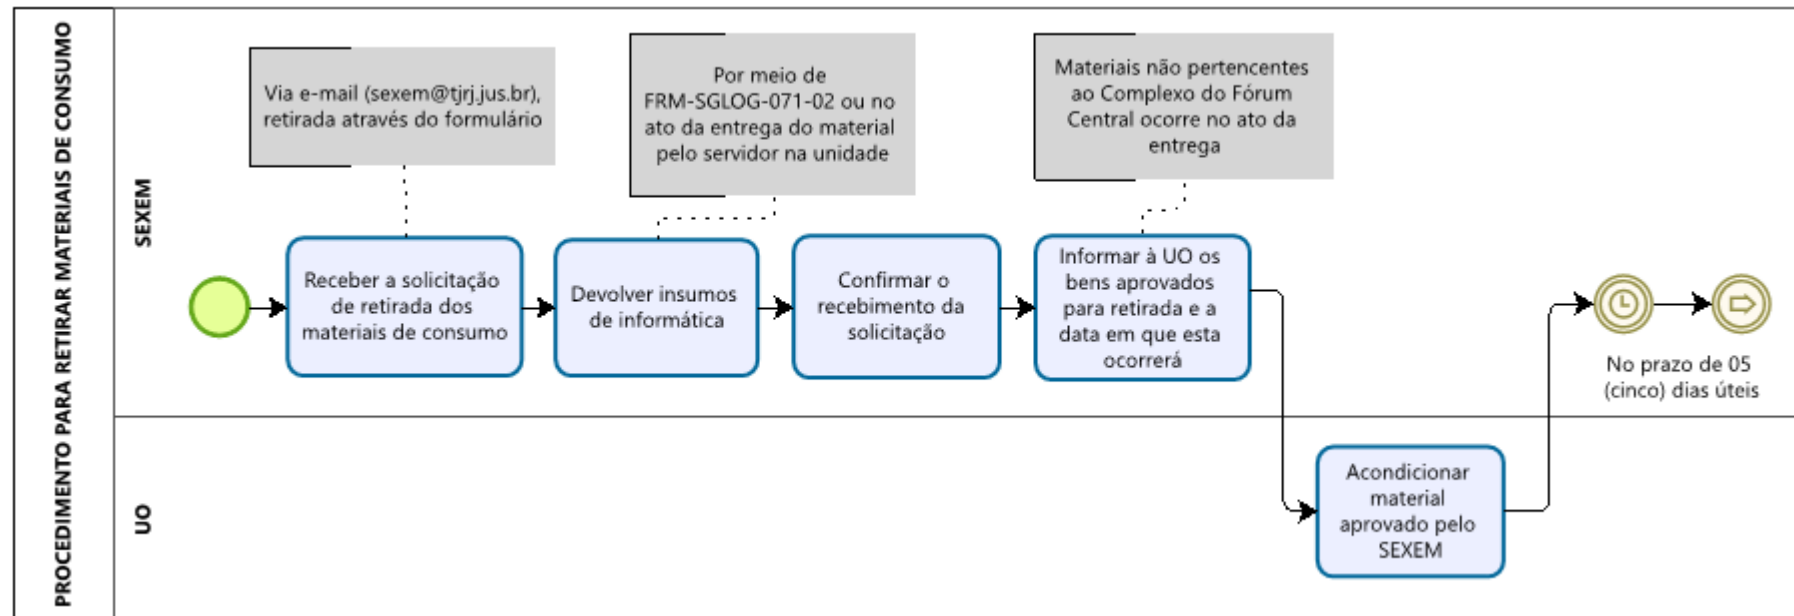 PROCEDIMENTO PARA RETIRAR MATERIAIS DE CONSUMO
SEXEM
Via e-mail (sexem@tjrj.jus.br),
retirada através do formulário
Por meio de
FRM-SGLOG-071-02 ou no
ato da entrega do material
pelo servidor na unidade
Materiais não pertencentes
ao Complexo do Fórum
Central ocorre no ato da
entrega
Receber a solicitação
de retirada dos
materiais de consumo
Devolver insumos
de informática
Confirmar o
recebimento da
solicitação
Informar à UO os
bens aprovados
para retirada e a
data em que esta
ocorrerá
No prazo de 05
(cinco) dias úteis
UO
Acondicionar
material
aprovado pelo
SEXEM